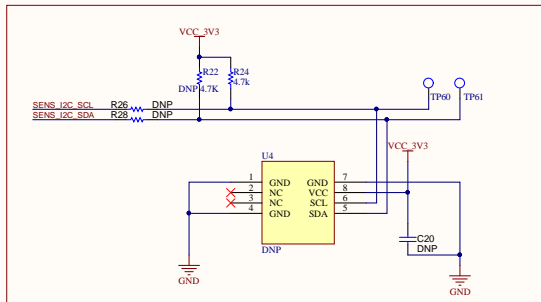 VCC_3V3
R22
R24
DNP 4.7K
4.7k
SENS_I2C_SCL R26 DNP
SENS_I2C_SDA R28 DNP
TP60 TP61
U4
VCC_3V3
1 GND GND 7
2 NC VCC 8
3 NC SCL 6
4 GND SDA 5
DNP
C20
DNP
GND
GND